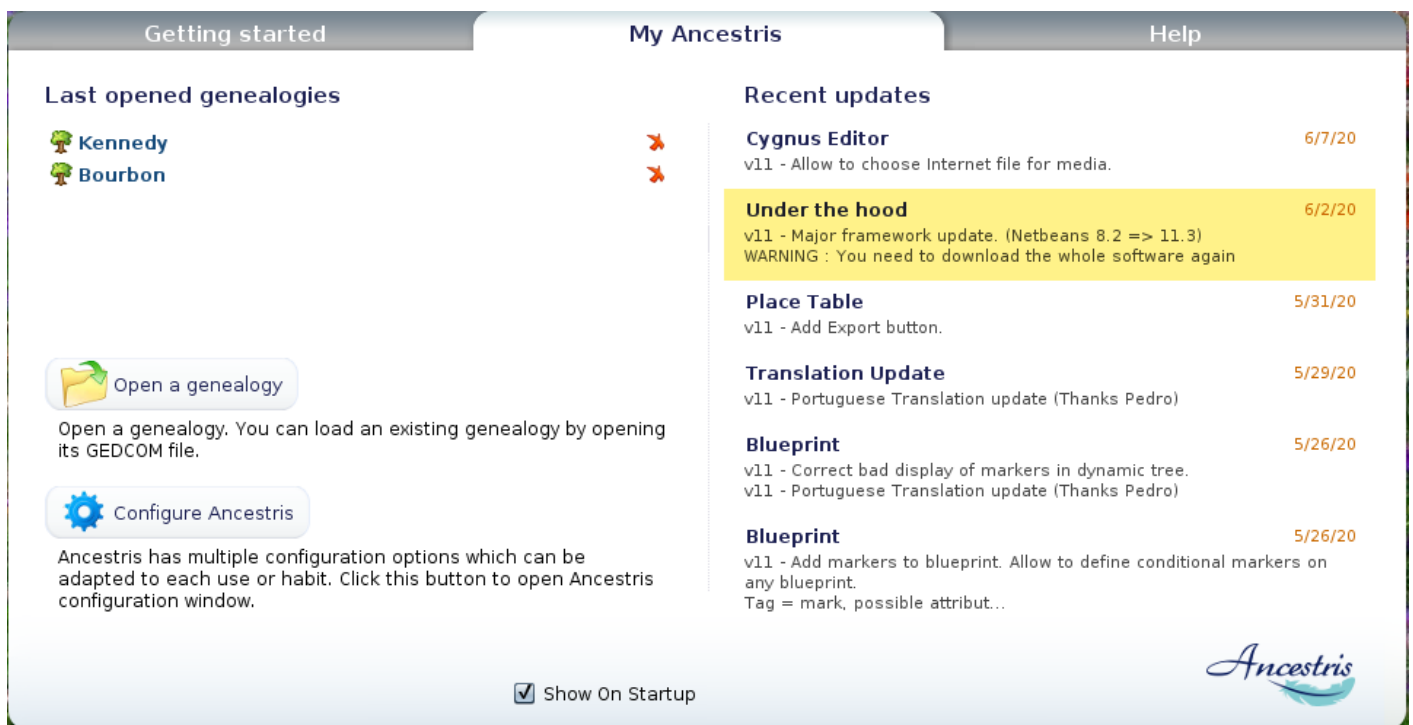 Getting started
My Ancestris
Help
Last opened genealogies
Kennedy
Bourbon
Open a genealogy
Open a genealogy. You can load an existing genealogy by opening
its GEDCOM file.
Configure Ancestris
Ancestris has multiple configuration options which can be
adapted to each use or habit. Click this button to open Ancestris
configuration window.
Recent updates
Cygnus Editor 6/7/20
v11 - Allow to choose Internet file for media.
Under the hood 6/2/20
v11 - Major framework update. (Netbeans 8.2 => 11.3)
WARNING : You need to download the whole software again
Place Table 5/31/20
v11 - Add Export button.
Translation Update 5/29/20
v11 - Portuguese Translation update (Thanks Pedro)
Blueprint 5/26/20
v11 - Correct bad display of markers in dynamic tree.
v11 - Portuguese Translation update (Thanks Pedro)
Blueprint 5/26/20
v11 - Add markers to blueprint. Allow to define conditional markers on
any blueprint.
Tag = mark, possible attribut...
Ancestris
Show On Startup